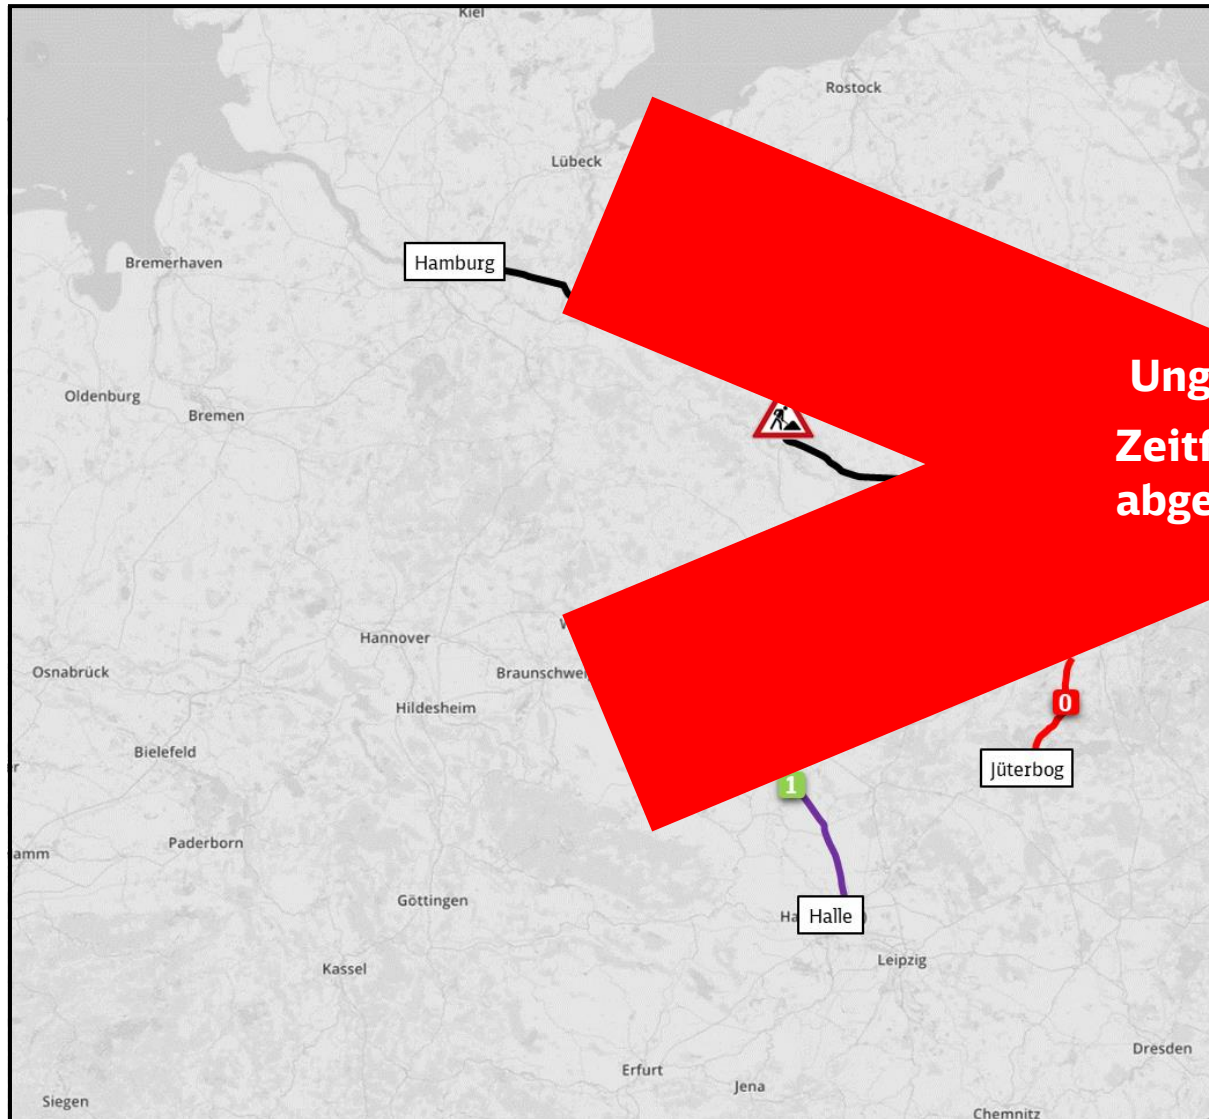 Kiel
Rostock
Lübeck
Hamburg
Bremerhaven
Ung
Oldenburg
Bremen
Zeitf
abge
Hannover
Osnabrück
Braunschwei
Hildesheim
0
Bielefeld
Jüterbog
1
Paderborn
amm
Göttingen
Halle
Leipzig
Kassel
Dresden
Erfurt
Jena
Siegen
Chemnitz